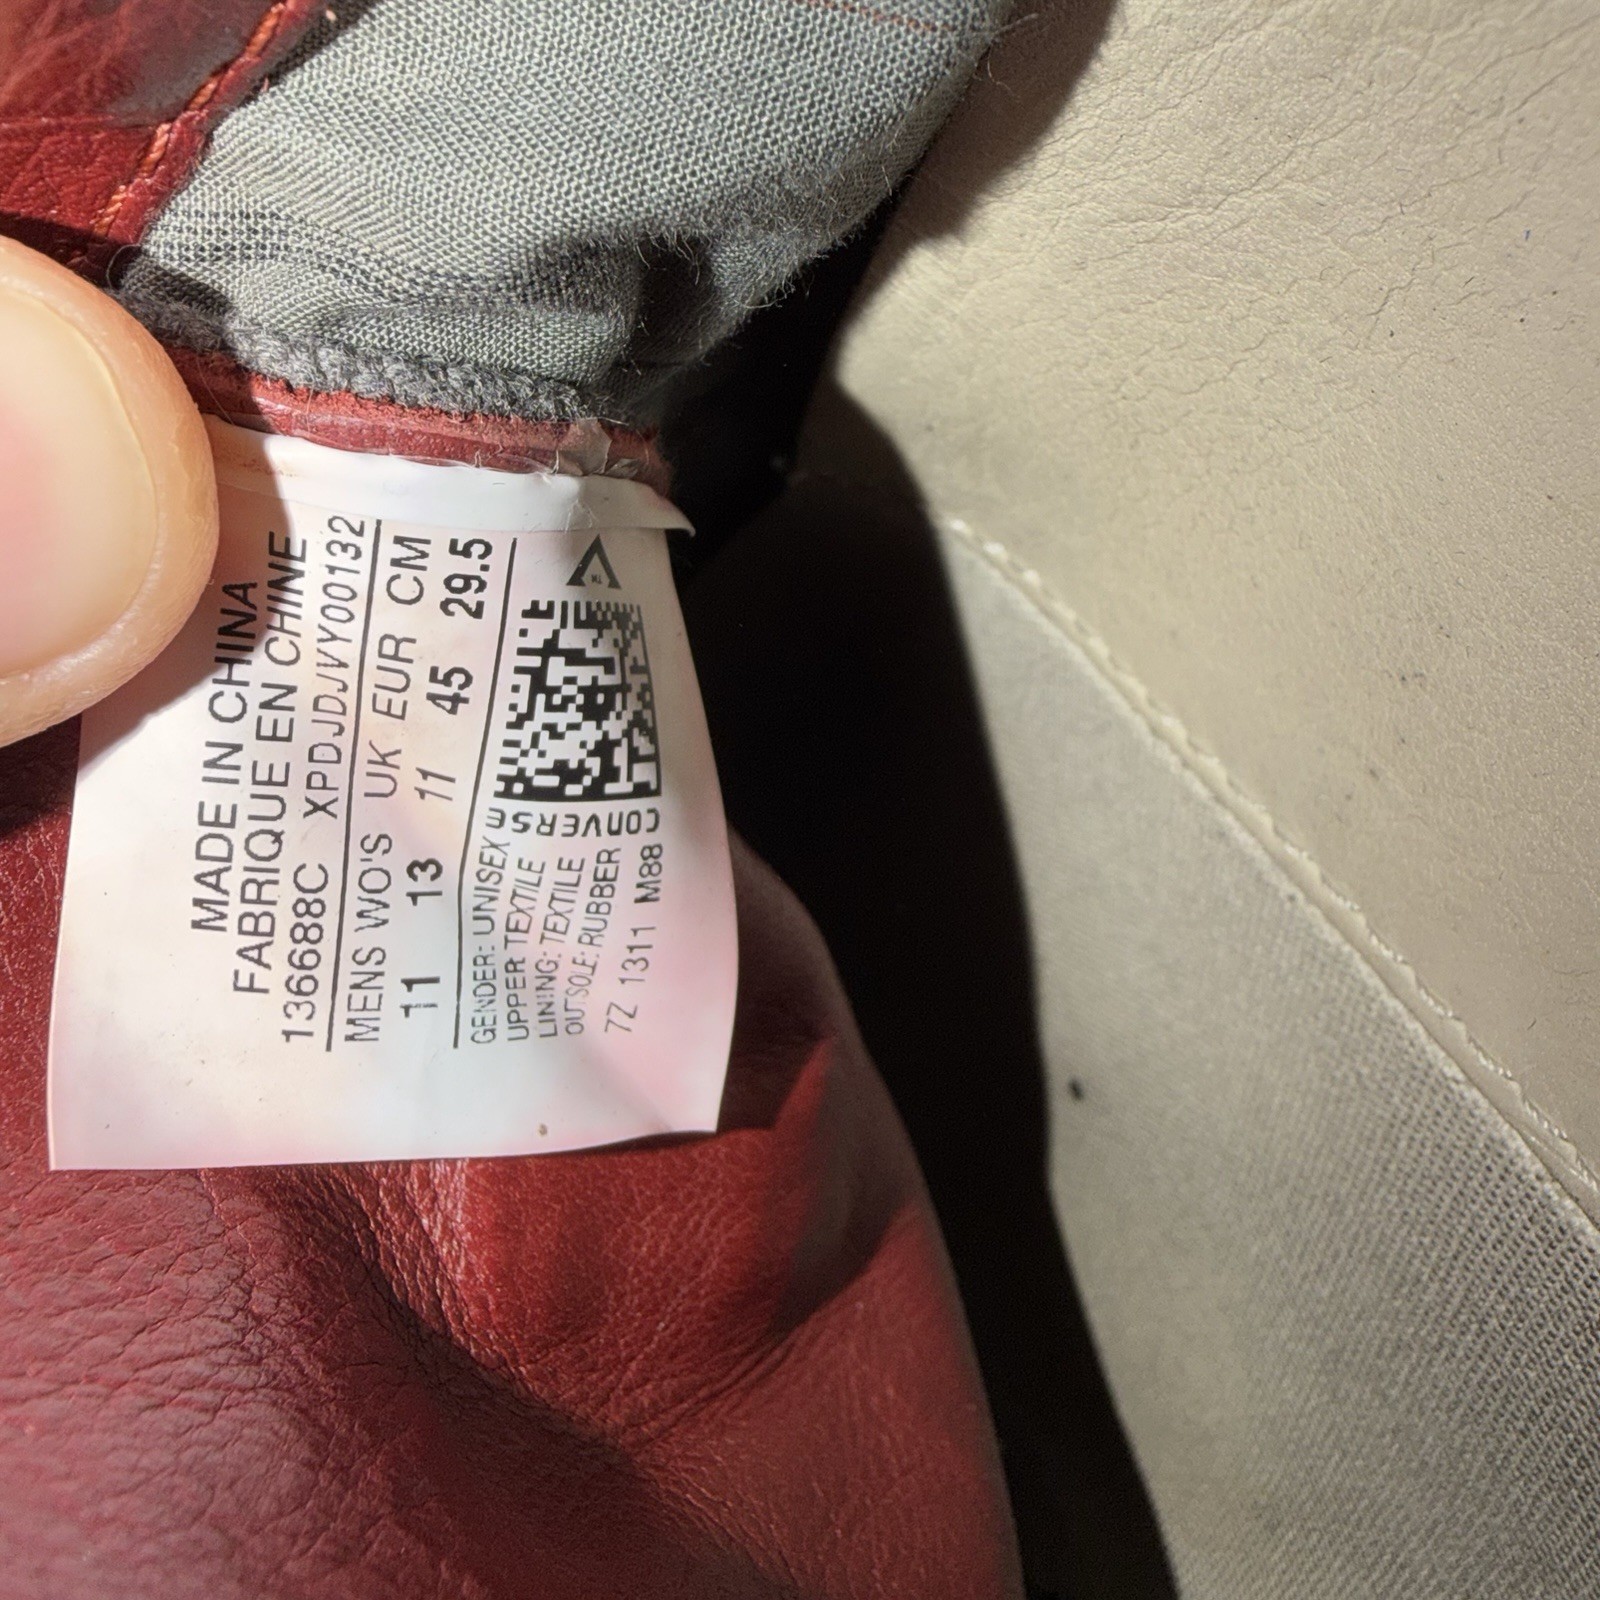 MADE IN CHINA
FABRIQUE EN CHINE
136688C XPDJDJVY00132
MENS WO'S UK EUR CM
11 13 11 45 29.5
GENDER: UNISEX
UPPER: TEXTILE
LINING: TEXTILE
OUTSOLE: RUBBER
7Z 1311 M88
CONVERSE
TM